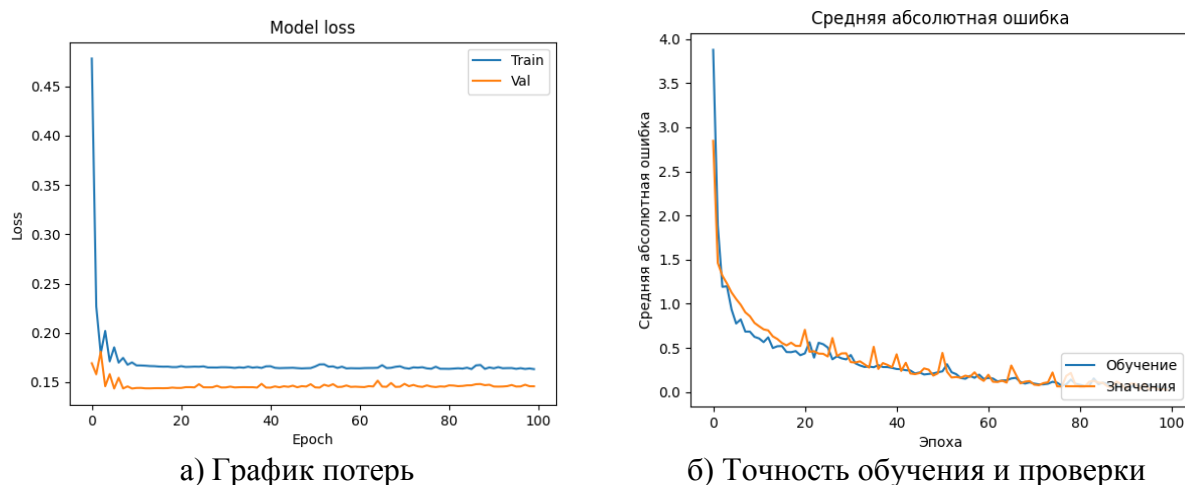 Model loss
Train
Val
0.45
0.40
0.35
0.30
0.25
0.20
0.15
Loss
0
20
40
60
80
100
Epoch
а) График потерь
Средняя абсолютная ошибка
4.0
3.5
3.0
2.5
2.0
1.5
1.0
0.5
0.0
Средняя абсолютная ошибка
Обучение
Значения
0
20
40
60
80
100
Эпоха
б) Точность обучения и проверки